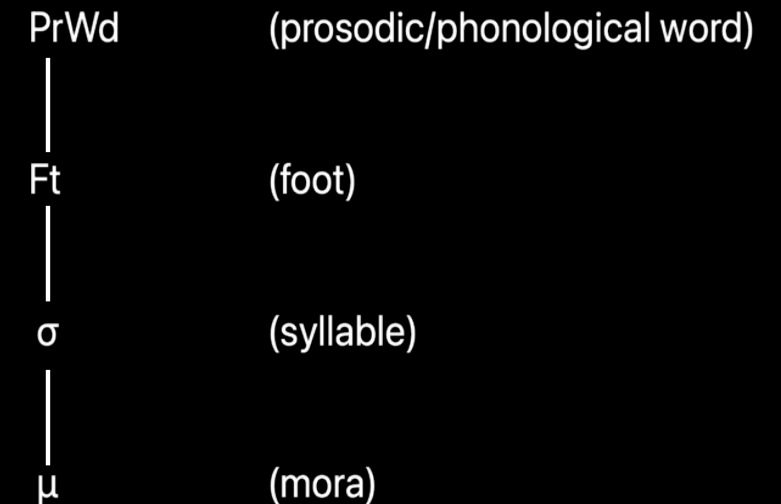 PrWd (prosodic/phonological word)
Ft (foot)
σ (syllable)
μ (mora)